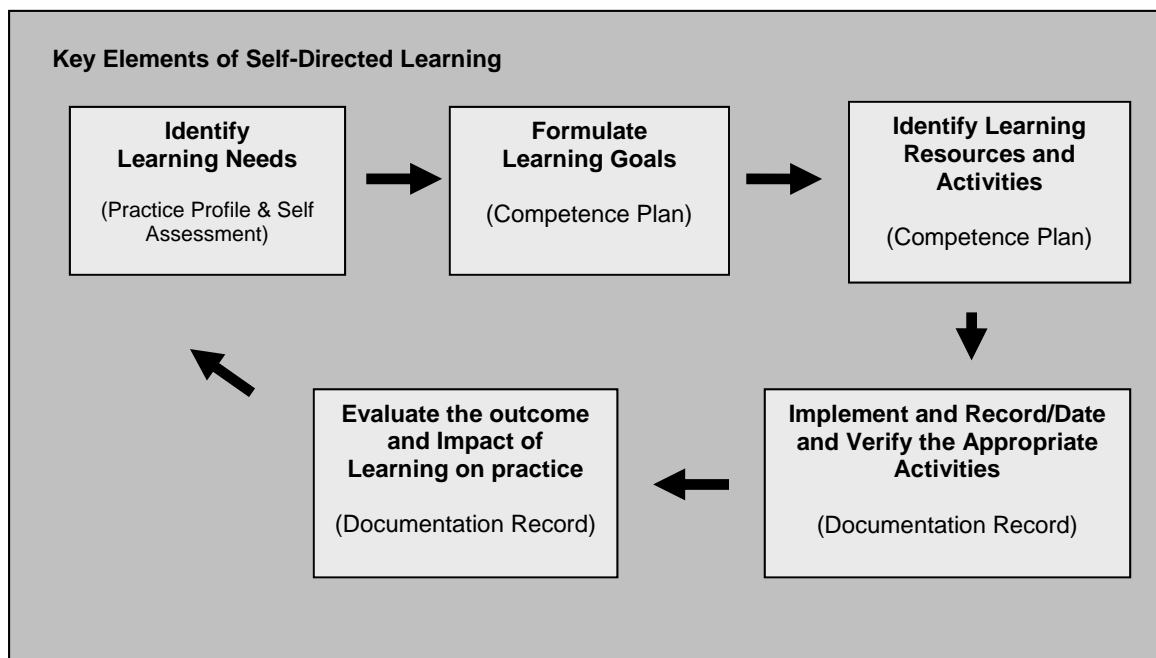 Key Elements of Self-Directed Learning
Identify
Learning Needs
(Practice Profile & Self
Assessment)
Formulate
Learning Goals
(Competence Plan)
Identify Learning
Resources and
Activities
(Competence Plan)
Implement and Record/Date
and Verify the Appropriate
Activities
(Documentation Record)
Evaluate the outcome
and Impact of
Learning on practice
(Documentation Record)